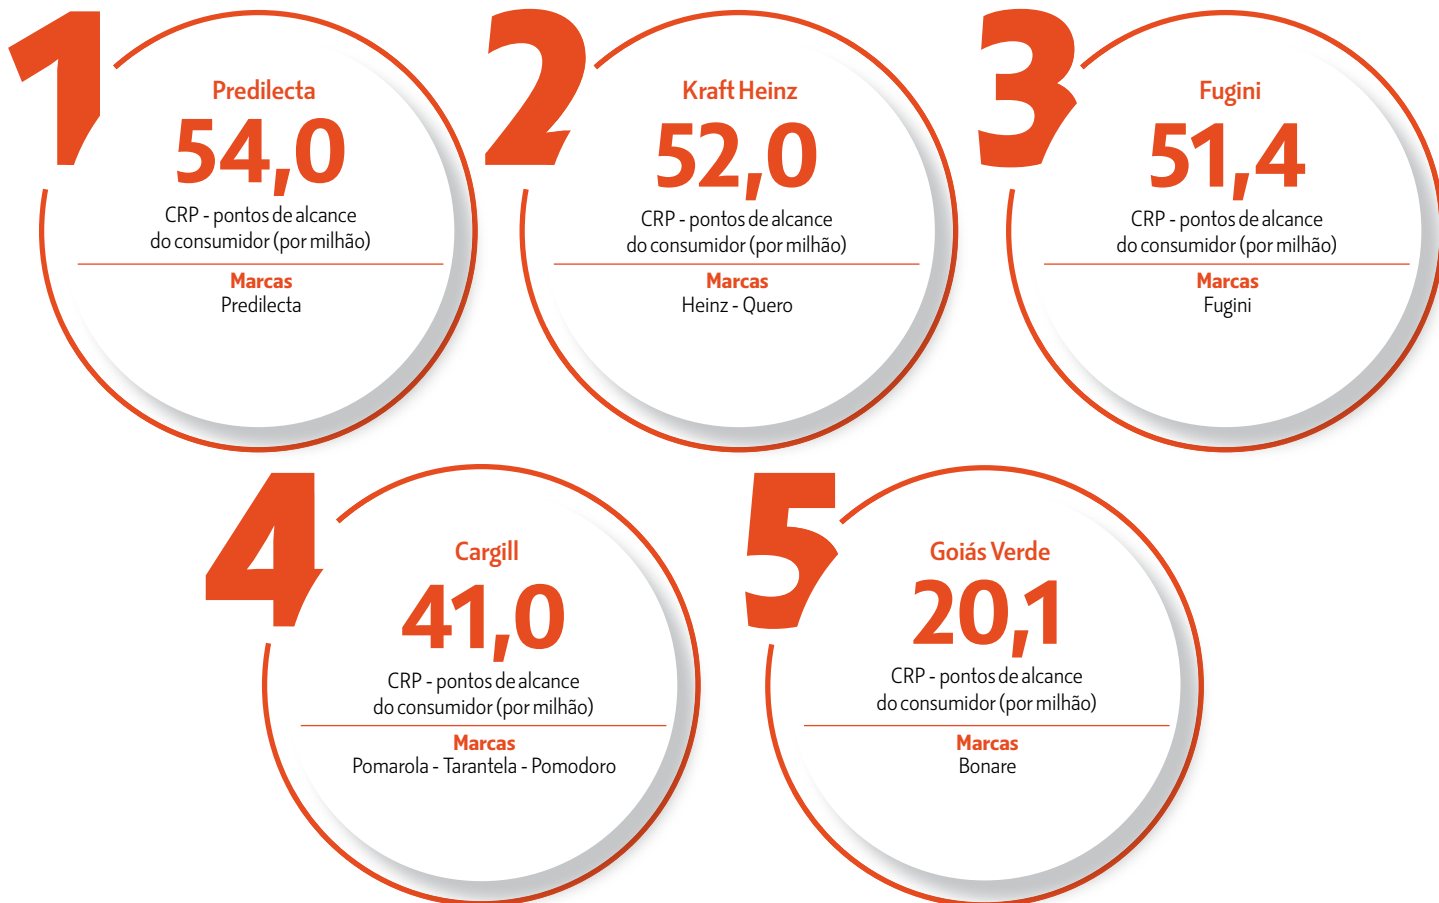 1
Predilecta
54,0
CRP - pontos de alcance
do consumidor (por milhão)
Marcas
Predilecta
2
Kraft Heinz
52,0
CRP - pontos de alcance
do consumidor (por milhão)
Marcas
Heinz - Quero
3
Fugini
51,4
CRP - pontos de alcance
do consumidor (por milhão)
Marcas
Fugini
4
Cargill
41,0
CRP - pontos de alcance
do consumidor (por milhão)
Marcas
Pomarola - Tarantela - Pomodoro
5
Goiás Verde
20,1
CRP - pontos de alcance
do consumidor (por milhão)
Marcas
Bonare